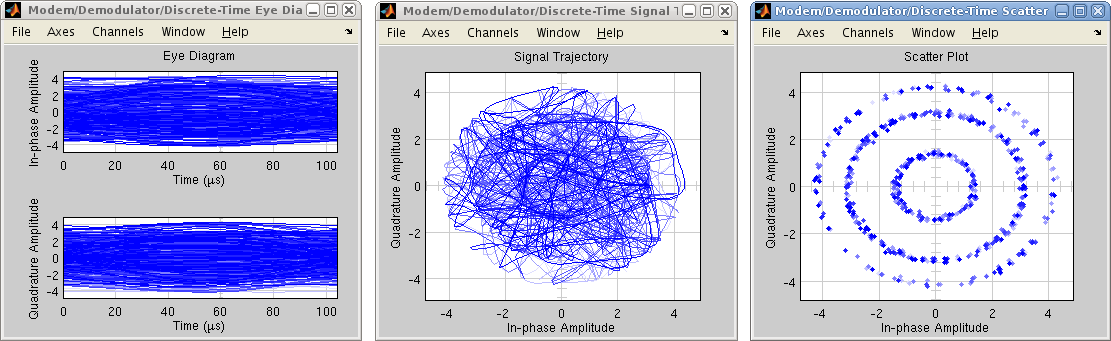 Modem/Demodulator/Discrete-Time Eye Dia
File Axes Channels Window Help
Eye Diagram
In-phase Amplitude
4
2
0
-2
-4
0 20 40 60 80 100
Time (μs)
Quadrature Amplitude
4
2
0
-2
-4
0 20 40 60 80 100
Time (μs)
Modem/Demodulator/Discrete-Time Signal T
File Axes Channels Window Help
Signal Trajectory
Quadrature Amplitude
4
2
0
-2
-4
-4 -2 0 2 4
In-phase Amplitude
Modem/Demodulator/Discrete-Time Scatter
File Axes Channels Window Help
Scatter Plot
Quadrature Amplitude
4
2
0
-2
-4
-4 -2 0 2 4
In-phase Amplitude